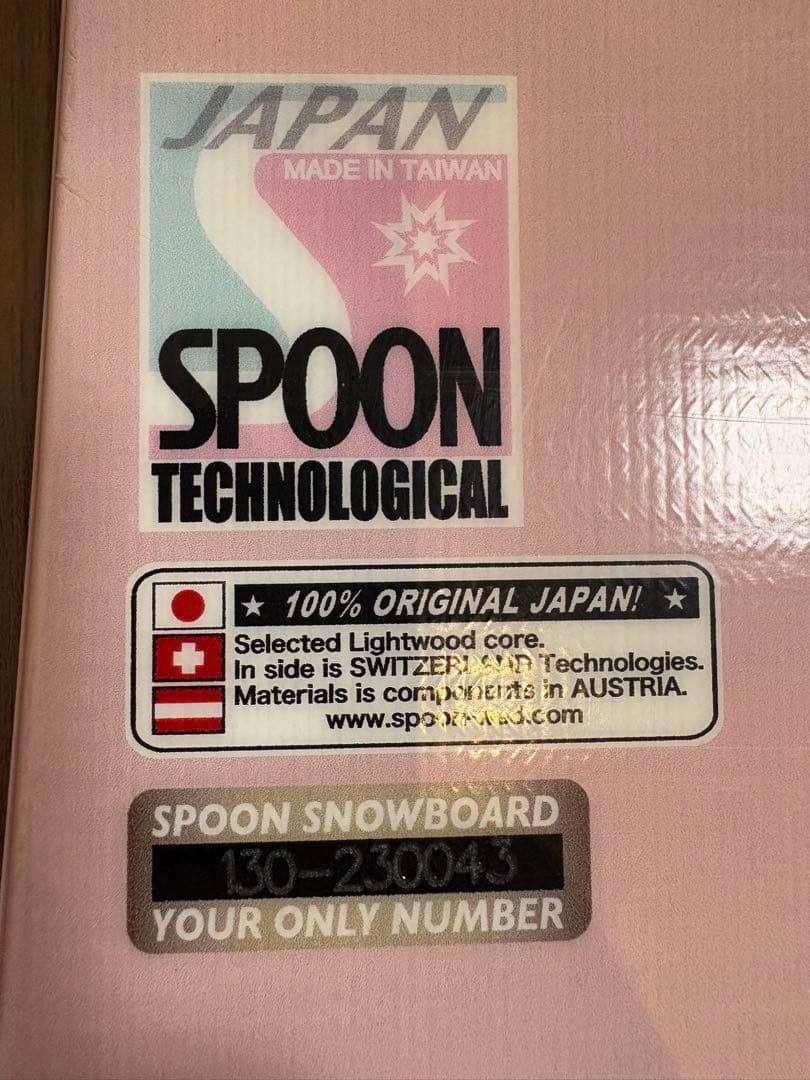 JAPAN
MADE IN TAIWAN
SPOON
TECHNOLOGICAL
★ 100% ORIGINAL JAPAN! ★
Selected Lightwood core.
In side is SWITZERLAND Technologies.
Materials is components in AUSTRIA.
SPOON SNOWBOARD
130-230043
YOUR ONLY NUMBER